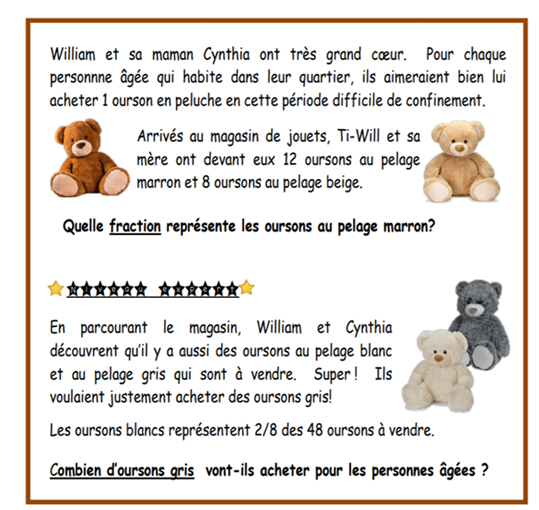 William et sa maman Cynthia ont très grand cœur. Pour chaque
personnne âgée qui habite dans leur quartier, ils aimeraient bien lui
acheter 1 ourson en peluche en cette période difficile de confinement.
Arrivés au magasin de jouets, Ti-Will et sa
mère ont devant eux 12 oursons au pelage
marron et 8 oursons au pelage beige.
Quelle fraction représente les oursons au pelage marron?
En parcourant le magasin, William et Cynthia
découvrent qu'il y a aussi des oursons au pelage blanc
et au pelage gris qui sont à vendre. Super ! Ils
voulaient justement acheter des oursons gris!
Les oursons blancs représentent 2/8 des 48 oursons à vendre.
Combien d'oursons gris vont-ils acheter pour les personnes âgées ?